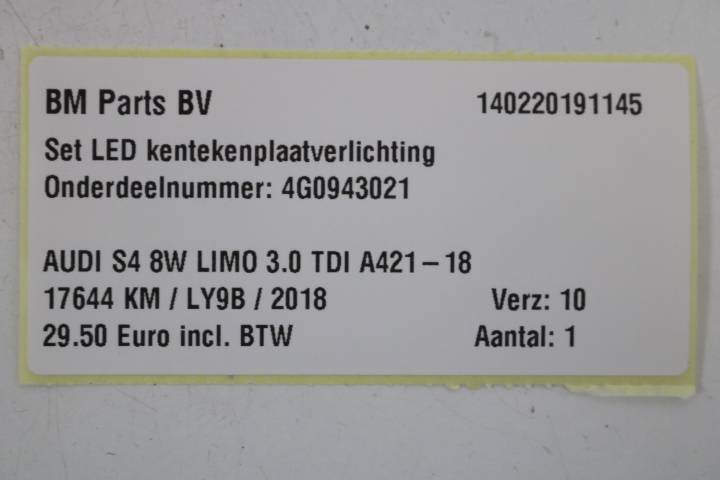 BM Parts BV 140220191145
Set LED kentekenplaatverlichting
Onderdeelnummer: 4G0943021
AUDI S4 8W LIMO 3.0 TDI A421-18
17644 KM / LY9B / 2018 Verz: 10
29.50 Euro incl. BTW Aantal: 1